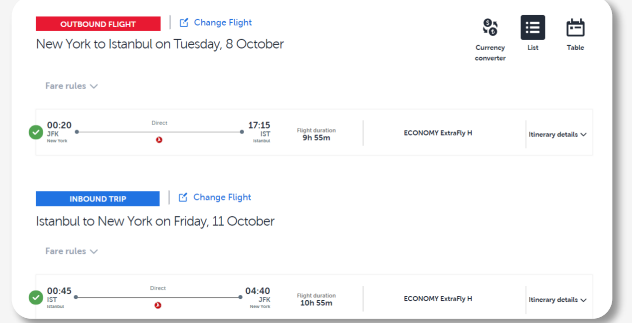 OUTBOUND FLIGHT
Change Flight
New York to Istanbul on Tuesday, 8 October
Currency converter
List
Table
Fare rules
00:20
JFK
New York
Direct
17:15
IST
Istanbul
Flight duration
9h 55m
ECONOMY ExtraFly H
Itinerary details
INBOUND TRIP
Change Flight
Istanbul to New York on Friday, 11 October
Fare rules
00:45
IST
Istanbul
Direct
04:40
JFK
New York
Flight duration
10h 55m
ECONOMY ExtraFly H
Itinerary details